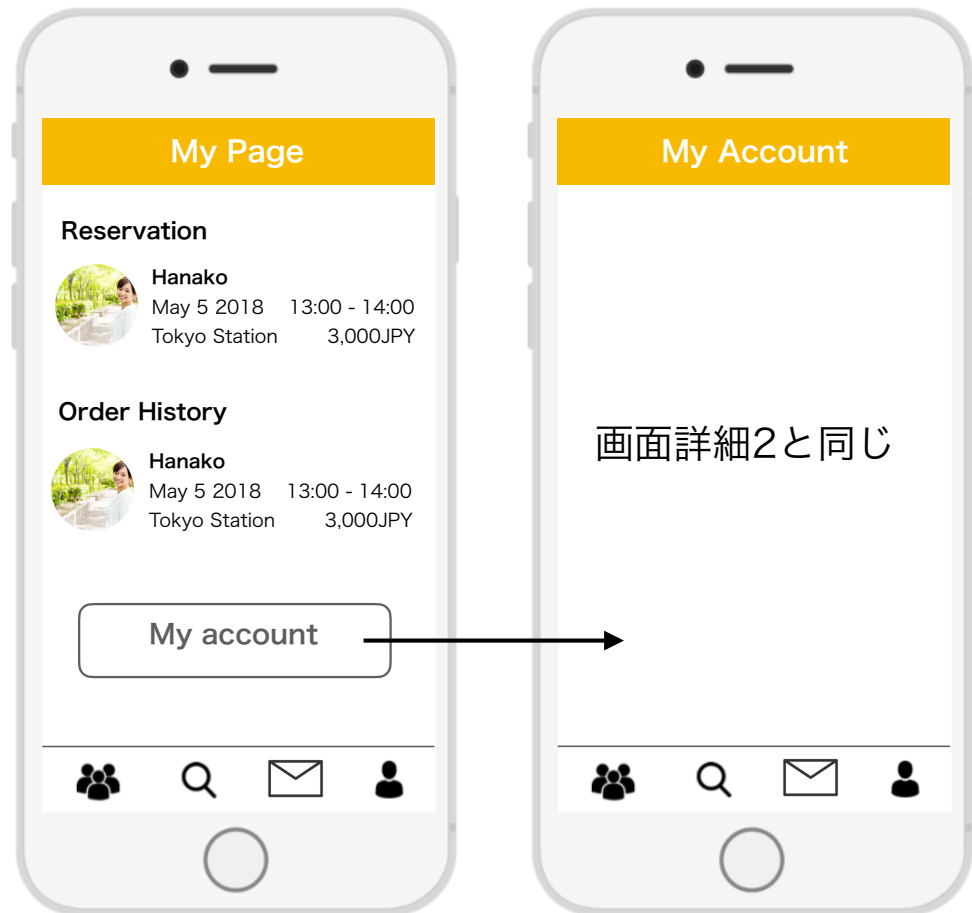 My Page
Reservation
Hanako
May 5 2018 13:00 - 14:00
Tokyo Station 3,000JPY
Order History
Hanako
May 5 2018 13:00 - 14:00
Tokyo Station 3,000JPY
My account
My Account
画面詳細2と同じ